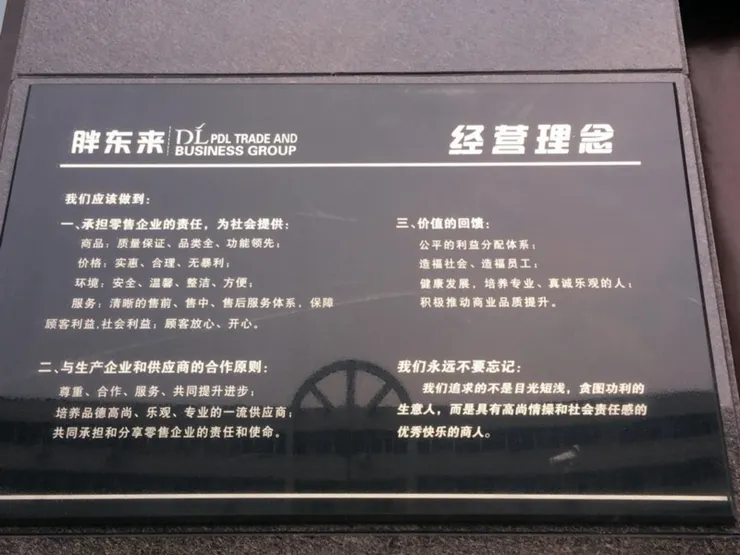 胖东来 DL PDL TRADE AND
BUSINESS GROUP
经营理念
我们应该做到：
一、承担零售企业的责任，为社会提供：
商品：质量保证、品类全、功能领先；
价格：实惠、合理、无暴利；
环境：安全、温馨、整洁、方便；
服务：清晰的售前、售中、售后服务体系，保障
顾客利益,社会利益；顾客放心、开心。
二、与生产企业和供应商的合作原则：
尊重、合作、服务、共同提升进步；
培养品德高尚、乐观、专业的一流供应商；
共同承担和分享零售企业的责任和使命。
三、价值的回馈：
公平的利益分配体系；
造福社会、造福员工；
健康发展，培养专业、真诚乐观的人；
积极推动商业品质提升。
我们永远不要忘记：
我们追求的不是目光短浅，贪图功利的
生意人，而是具有高尚情操和社会责任感的
优秀快乐的商人。